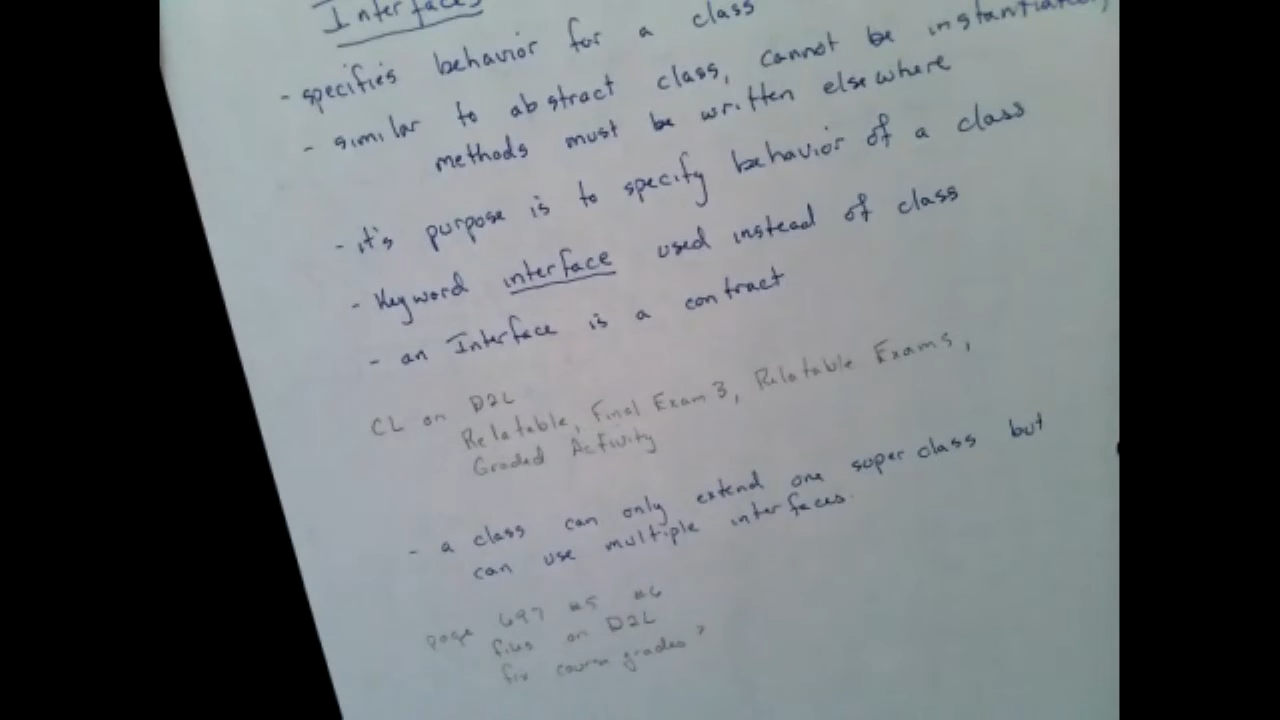 Interfaces
- specifies behavior for a class
- similar to abstract class, cannot be instantiated,
methods must be written elsewhere
- it's purpose is to specify behavior of a class
- Keyword interface used instead of class
- an Interface is a contract
CL on D2L
Relatable, Final Exam 3, Relatable Exams,
Graded Activity
- a class can only extend one super class but
can use multiple interfaces.
page 697 #5 #6
files on D2L
fix course grades ?